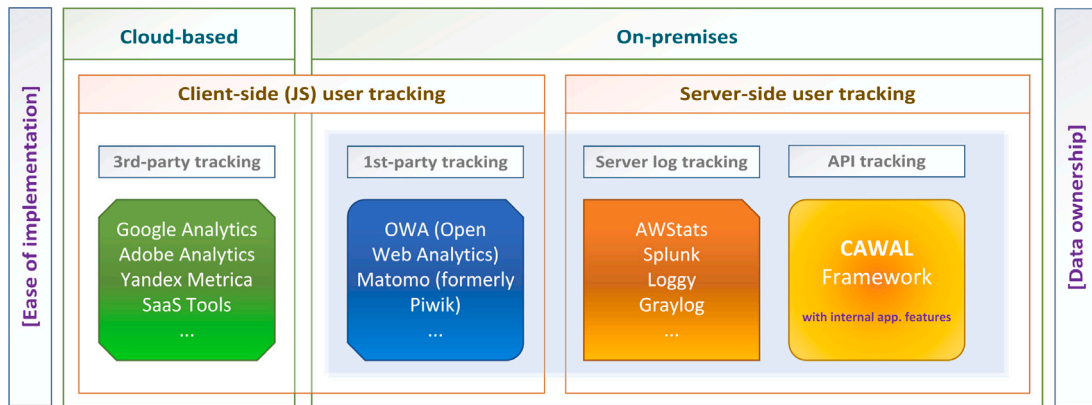 [Ease of implementation]
Cloud-based
On-premises
Client-side (JS) user tracking
Server-side user tracking
3rd-party tracking
1st-party tracking
Server log tracking
API tracking
Google Analytics
Adobe Analytics
Yandex Metrica
SaaS Tools
...
OWA (Open
Web Analytics)
Matomo (formerly
Piwik)
...
AWStats
Splunk
Loggy
Graylog
...
CAWAL
Framework
with internal app. features
[Data ownership]